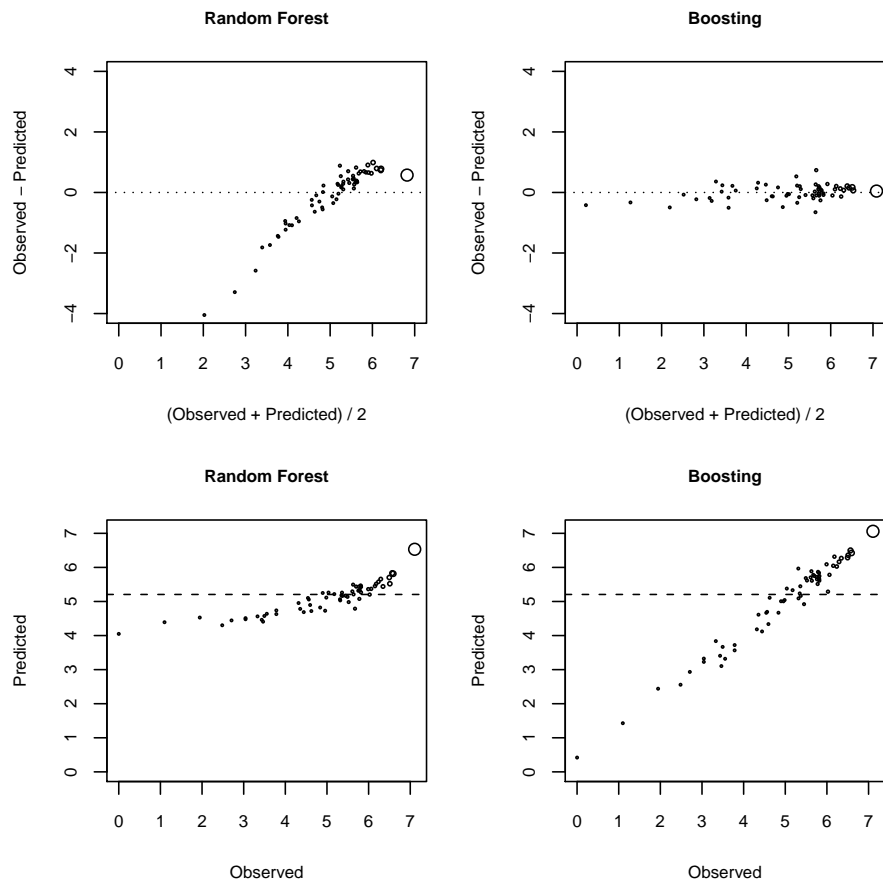 Random Forest
Observed − Predicted
4
2
0
−2
−4
0 1 2 3 4 5 6 7
(Observed + Predicted) / 2
Boosting
Observed − Predicted
4
2
0
−2
−4
0 1 2 3 4 5 6 7
(Observed + Predicted) / 2
Random Forest
Predicted
7
6
5
4
3
2
1
0
0 1 2 3 4 5 6 7
Observed
Boosting
Predicted
7
6
5
4
3
2
1
0
0 1 2 3 4 5 6 7
Observed